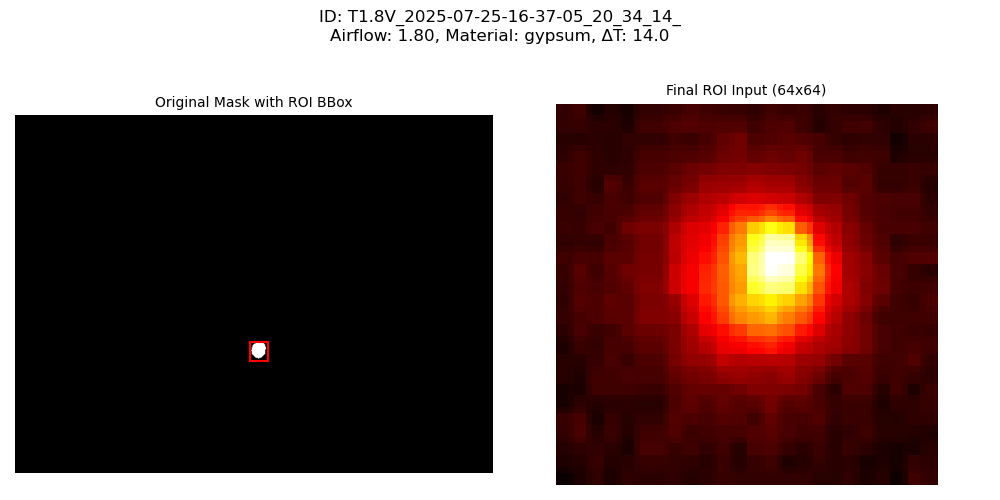 ID: T1.8V_2025-07-25-16-37-05_20_34_14_
Airflow: 1.80, Material: gypsum, ΔT: 14.0
Original Mask with ROI BBox
Final ROI Input (64x64)